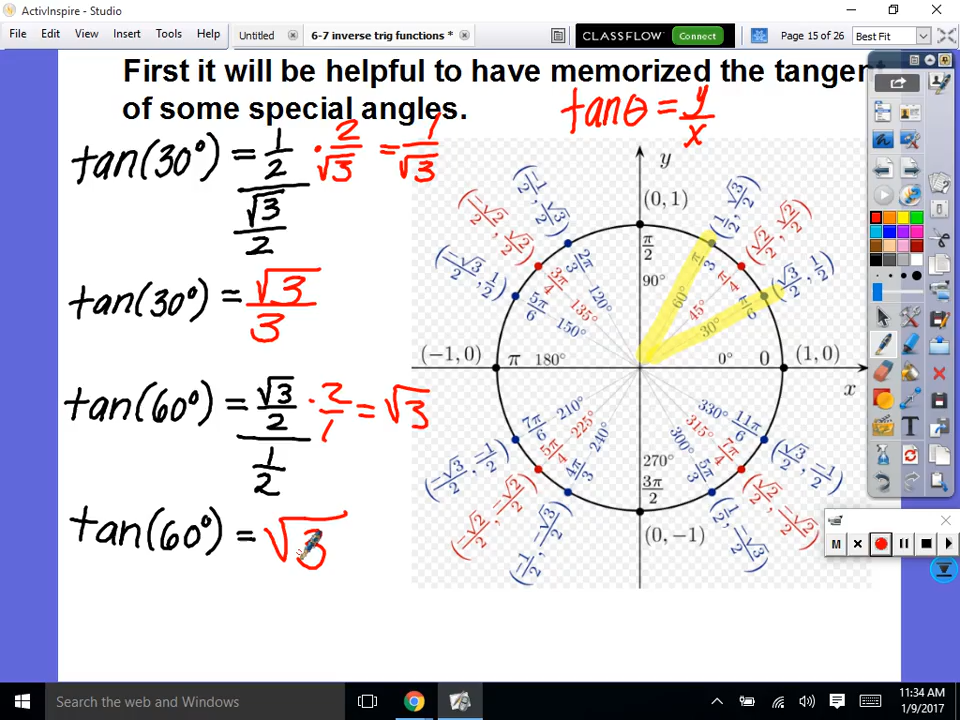 ActivInspire - Studio
File Edit View Insert Tools Help
Untitled
6-7 inverse trig functions *
CLASSFLOW Connect
Page 15 of 26
Best Fit
First it will be helpful to have memorized the tangent
of some special angles.
tanθ = y/x
tan(30°) = (1/2)/(√3/2) · 2/√3 = 1/√3
tan(30°) = √3/3
tan(60°) = (√3/2)/(1/2) · 2/1 = √3
tan(60°) = √3
y
(0, 1)
(-1/2, √3/2)
(1/2, √3/2)
(-√2/2, √2/2)
(√2/2, √2/2)
(-√3/2, 1/2)
(√3/2, 1/2)
π/2
90°
2π/3 120°
60° π/3
3π/4 135°
45° π/4
5π/6 150°
30° π/6
(-1, 0) π 180°
0° 0 (1, 0)
x
7π/6 210°
330° 11π/6
5π/4 225°
315° 7π/4
4π/3 240°
300° 5π/3
270°
3π/2
(-√3/2, -1/2)
(√3/2, -1/2)
(-√2/2, -√2/2)
(√2/2, -√2/2)
(-1/2, -√3/2)
(1/2, -√3/2)
(0, -1)
M
Search the web and Windows
11:34 AM
1/9/2017